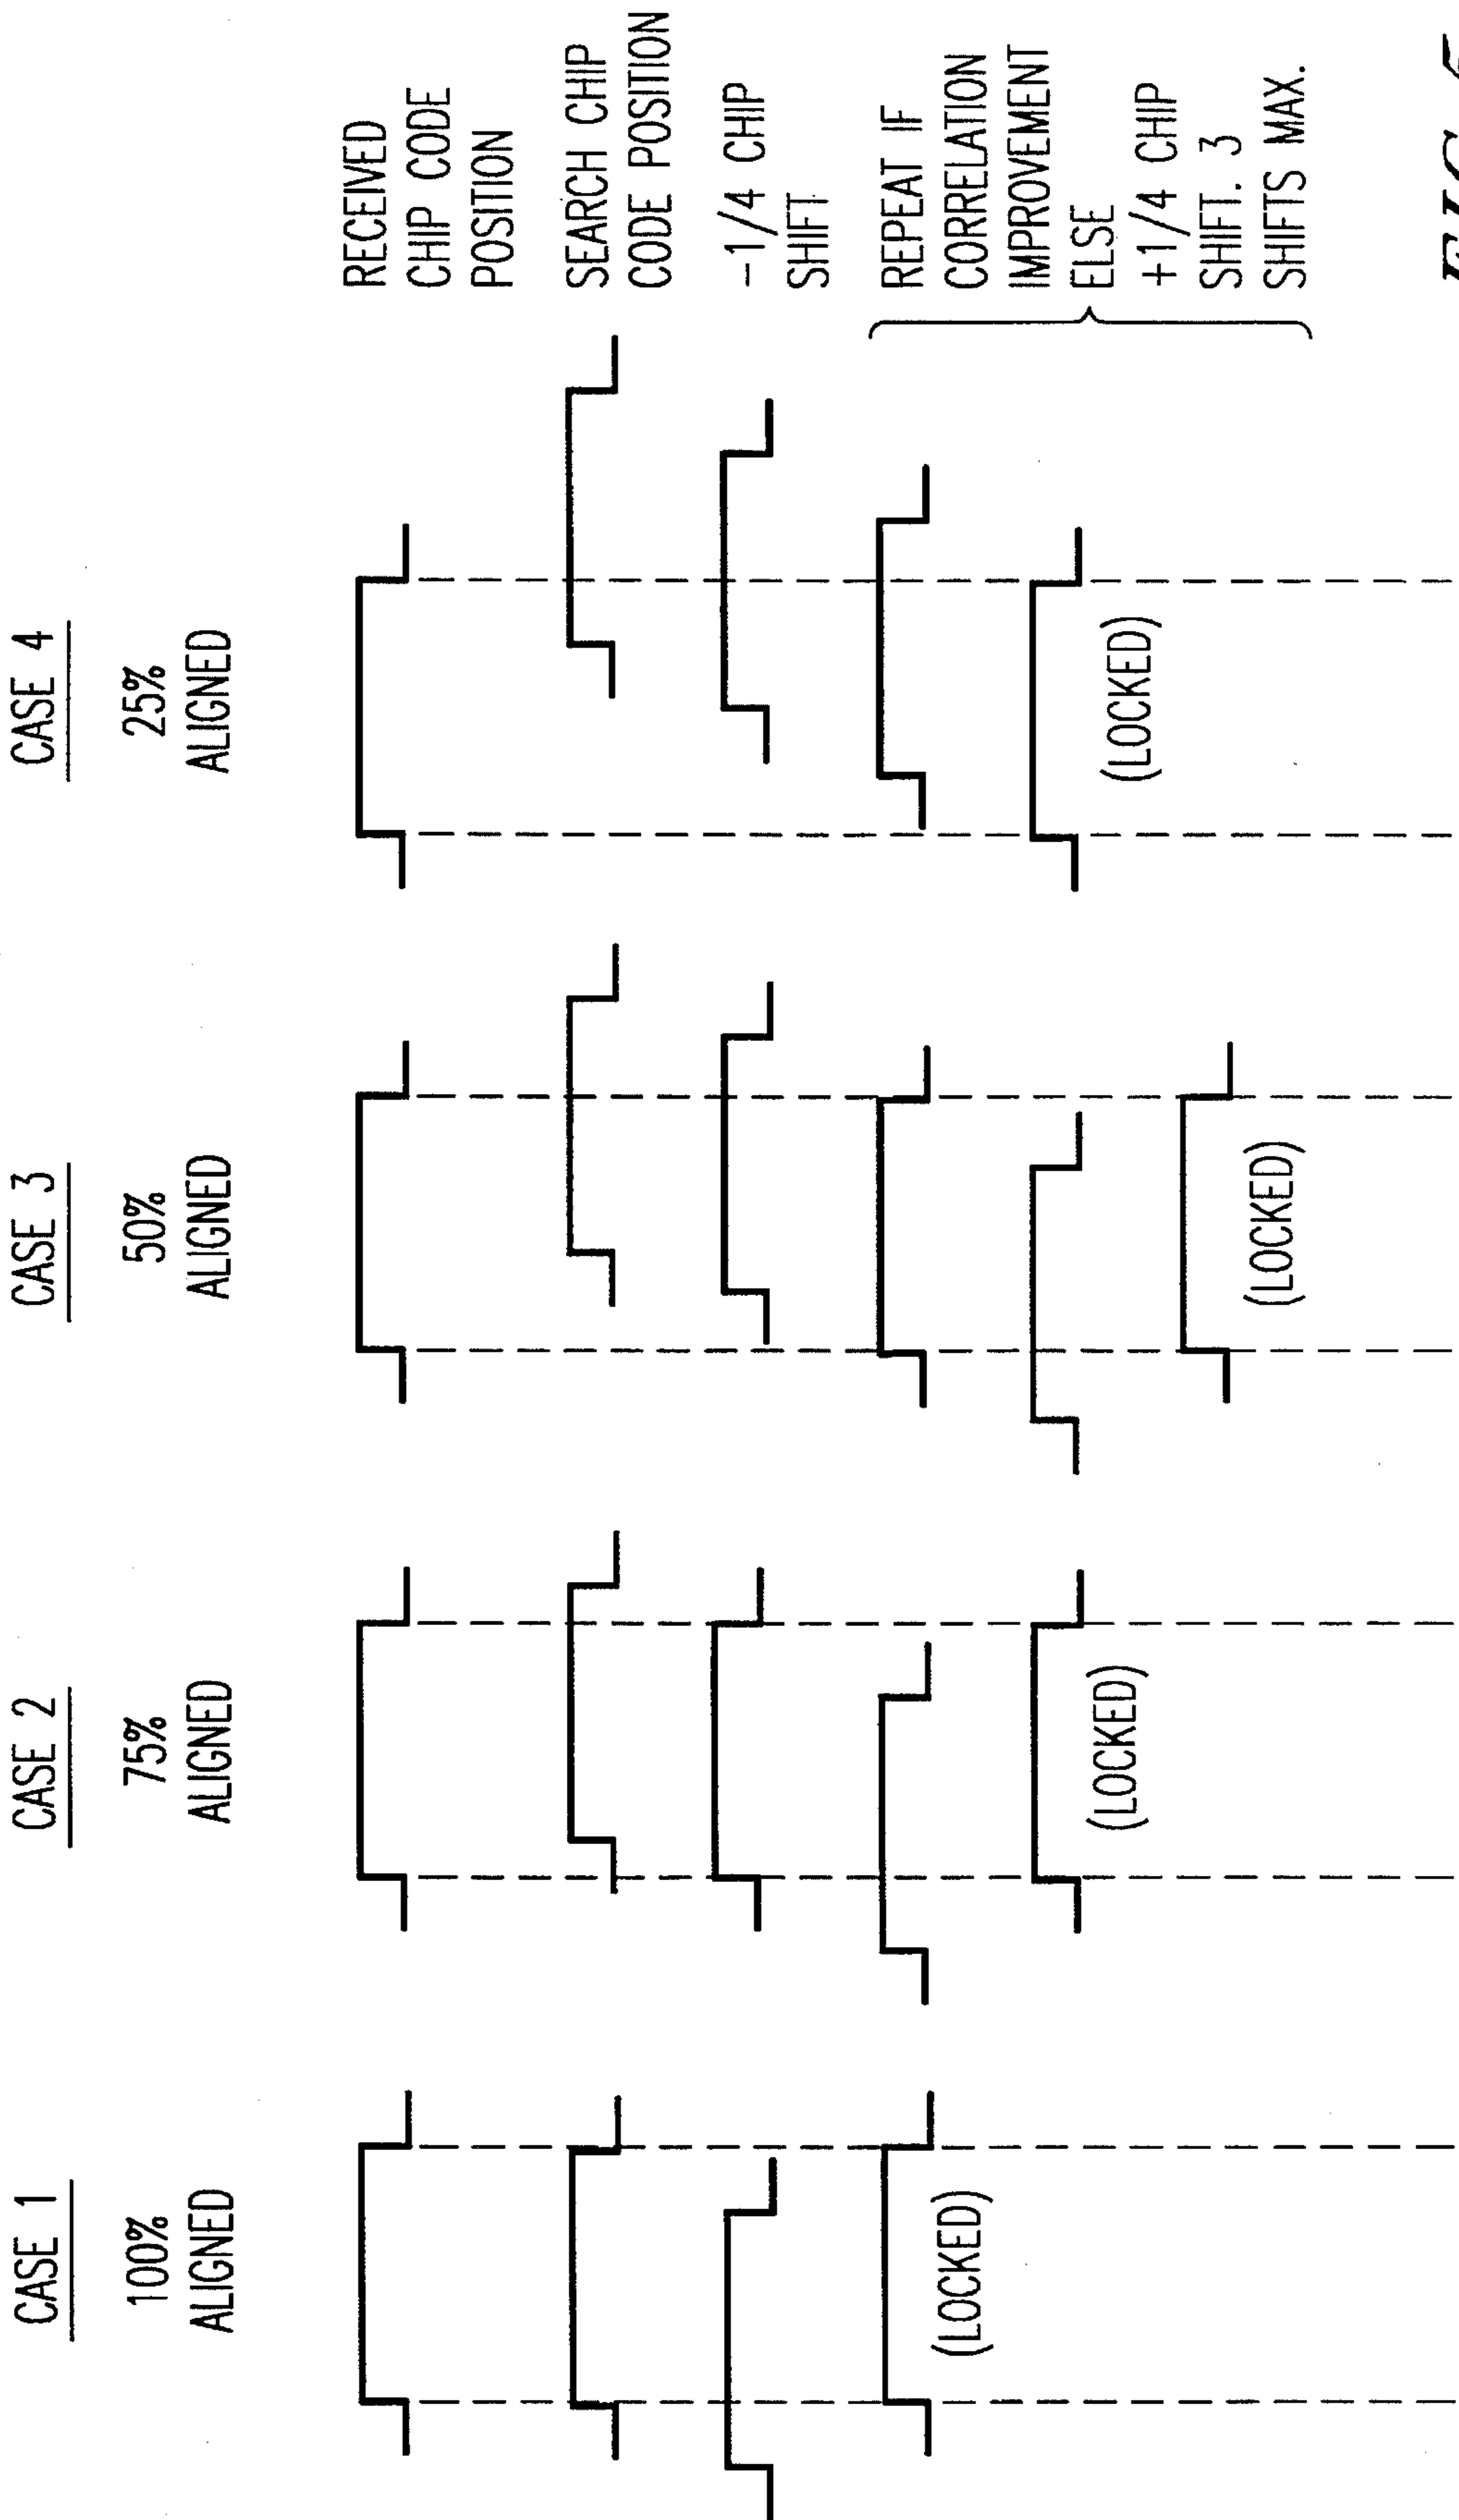 CASE 1
100%
ALIGNED
(LOCKED)
CASE 2
75%
ALIGNED
(LOCKED)
CASE 3
50%
ALIGNED
(LOCKED)
CASE 4
25%
ALIGNED
(LOCKED)
RECEIVED
CHIP CODE
POSITION
SEARCH CHIP
CODE POSITION
-1/4 CHIP
SHIFT
REPEAT IF
CORRELATION
IMPROVEMENT
ELSE
+1/4 CHIP
SHIFT. 3
SHIFTS MAX.